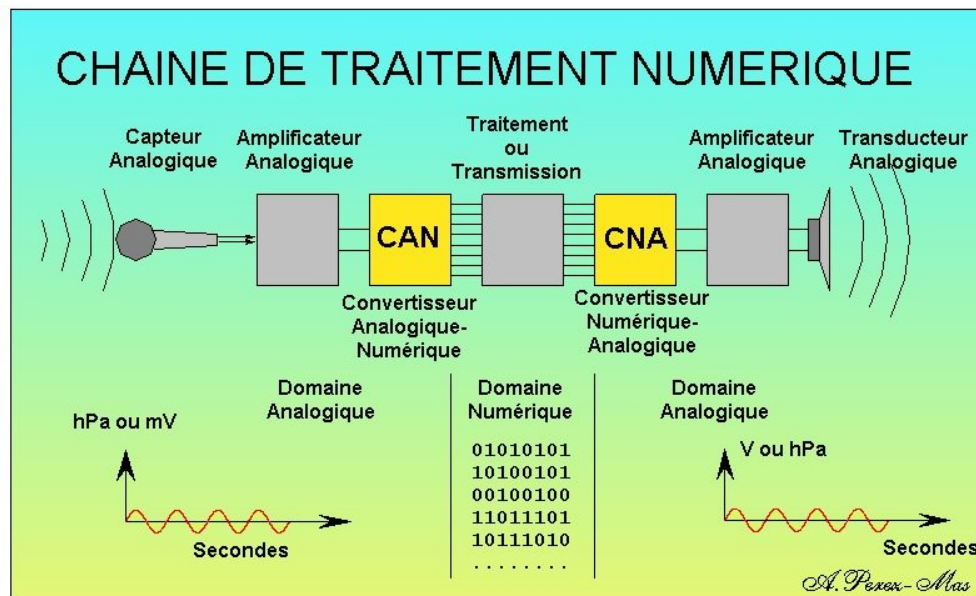 CHAINE DE TRAITEMENT NUMERIQUE
Capteur
Analogique
Amplificateur
Analogique
Traitement
ou
Transmission
Amplificateur
Analogique
Transducteur
Analogique
CAN
CNA
Convertisseur
Analogique-
Numérique
Convertisseur
Numérique-
Analogique
Domaine
Analogique
Domaine
Numérique
Domaine
Analogique
hPa ou mV
Secondes
01010101
10100101
00100100
11011101
10111010
. . . . . . . .
V ou hPa
Secondes
A. Perez-Mas